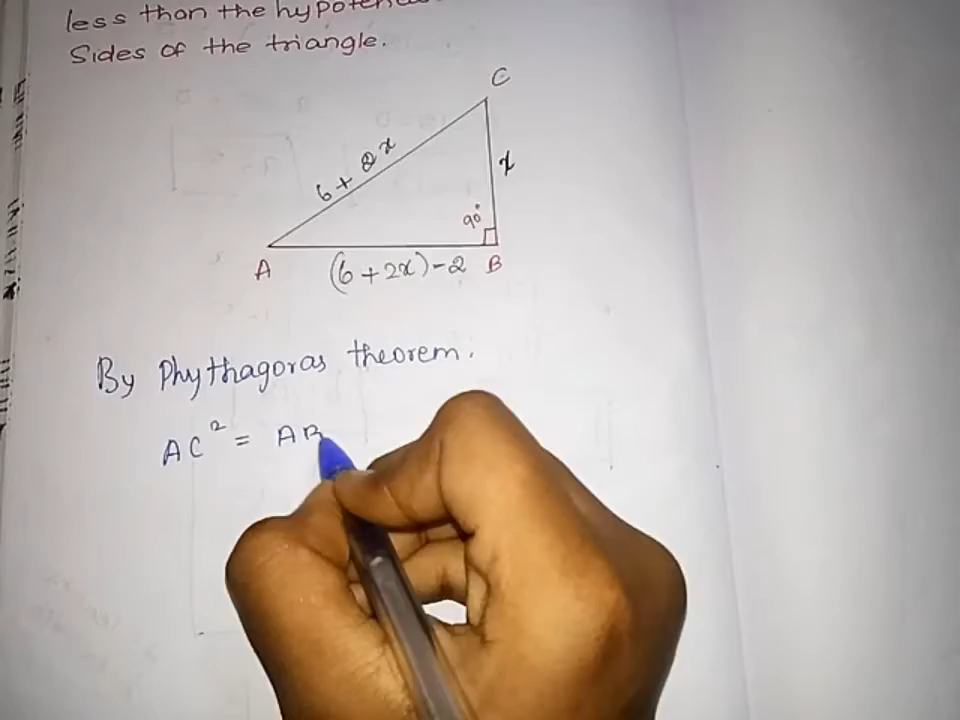 less than the
Sides of the triangle.
C
6 + 2x
x
90°
A
(6 + 2x) - 2
B
By Phythagoras theorem.
AC² = AB